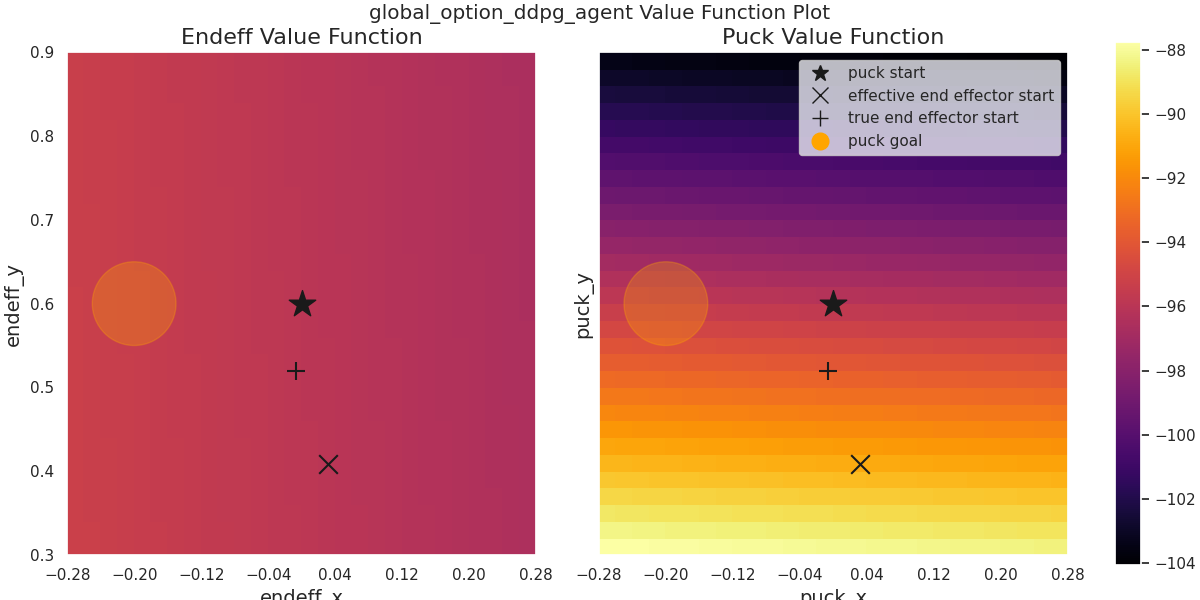 global_option_ddpg_agent Value Function Plot
Endeff Value Function
Puck Value Function
0.9
0.8
0.7
0.6
0.5
0.4
0.3
endeff_y
−0.28 −0.20 −0.12 −0.04 0.04 0.12 0.20 0.28
endeff_x
puck_y
puck start
effective end effector start
true end effector start
puck goal
−0.28 −0.20 −0.12 −0.04 0.04 0.12 0.20 0.28
puck_x
−88
−90
−92
−94
−96
−98
−100
−102
−104